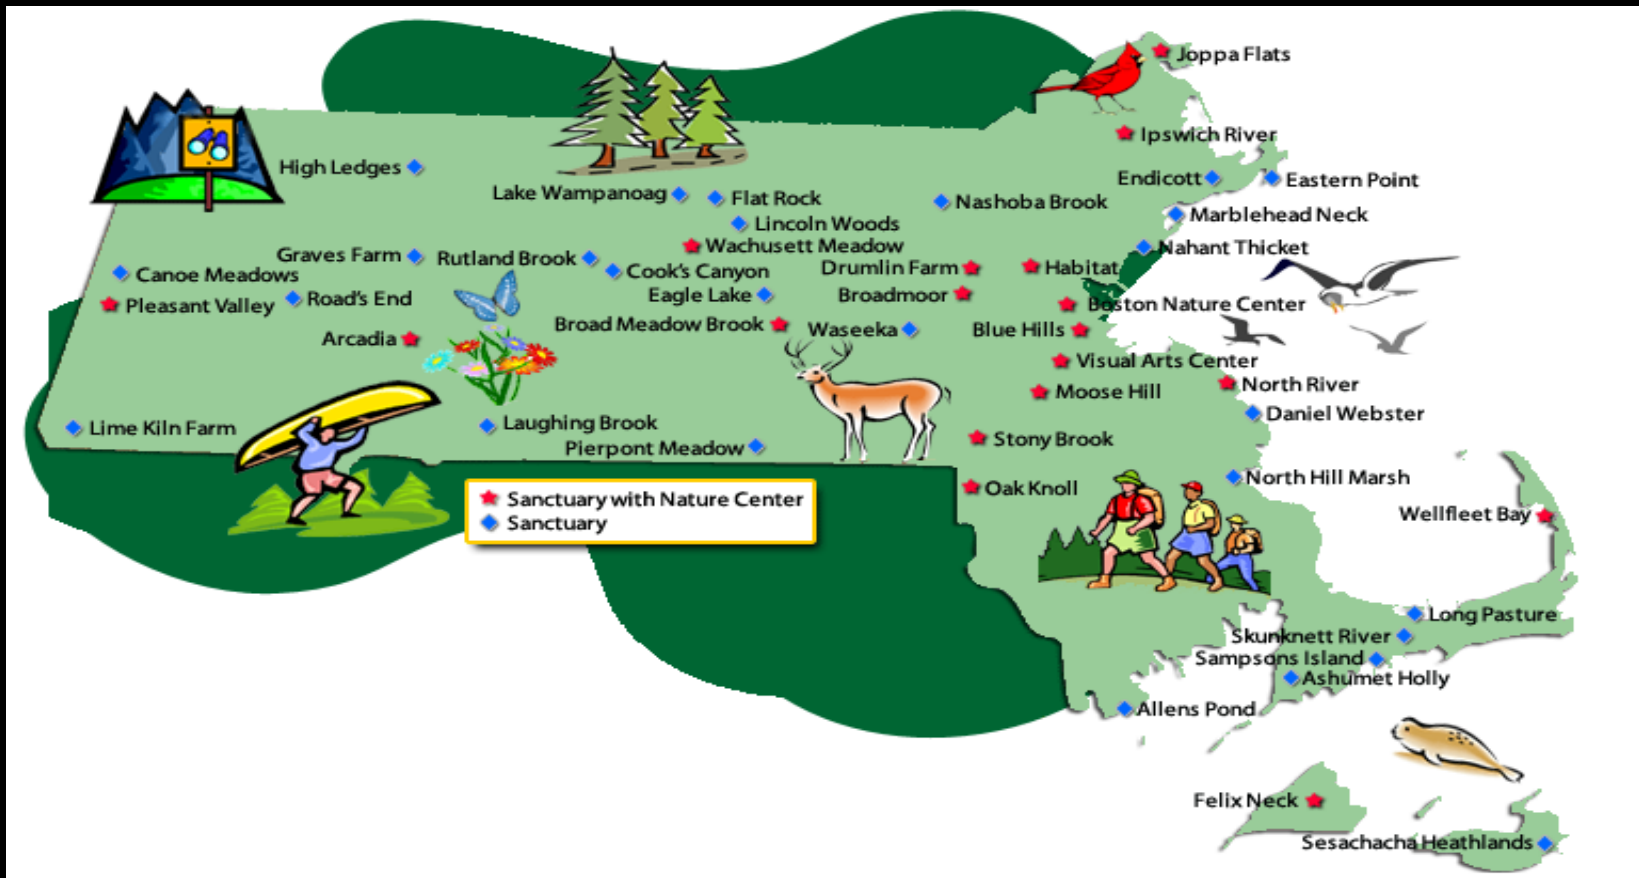 Joppa Flats
Ipswich River
High Ledges
Endicott
Eastern Point
Lake Wampanoag
Flat Rock
Nashoba Brook
Marblehead Neck
Lincoln Woods
Wachusett Meadow
Nahant Thicket
Graves Farm
Rutland Brook
Canoe Meadows
Cook's Canyon
Drumlin Farm
Habitat
Pleasant Valley
Road's End
Eagle Lake
Broadmoor
Boston Nature Center
Arcadia
Broad Meadow Brook
Waseeka
Blue Hills
Visual Arts Center
Moose Hill
North River
Daniel Webster
Lime Kiln Farm
Laughing Brook
Pierpont Meadow
Stony Brook
North Hill Marsh
Oak Knoll
Sanctuary with Nature Center
Sanctuary
Wellfleet Bay
Long Pasture
Skunknett River
Sampsons Island
Ashumet Holly
Allens Pond
Felix Neck
Sesachacha Heathlands